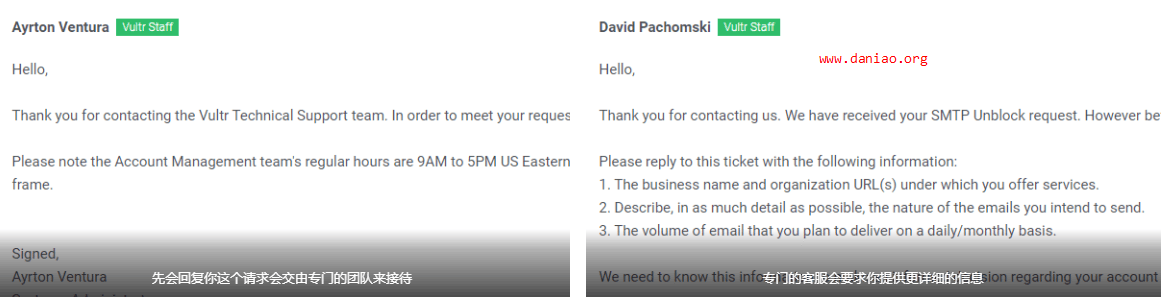 Ayrton Ventura Vultr Staff
Hello,
Thank you for contacting the Vultr Technical Support team. In order to meet your reques
Please note the Account Management team's regular hours are 9AM to 5PM US Eastern
frame.
Signed,
Ayrton Ventura
先会回复你这个请求会交由专门的团队来接待
David Pachomski Vultr Staff
www.daniao.org
Hello,
Thank you for contacting us. We have received your SMTP Unblock request. However be
Please reply to this ticket with the following information:
1. The business name and organization URL(s) under which you offer services.
2. Describe, in as much detail as possible, the nature of the emails you intend to send.
3. The volume of email that you plan to deliver on a daily/monthly basis.
We need to know this infor
sion regarding your account
专门的客服会要求你提供更详细的信息